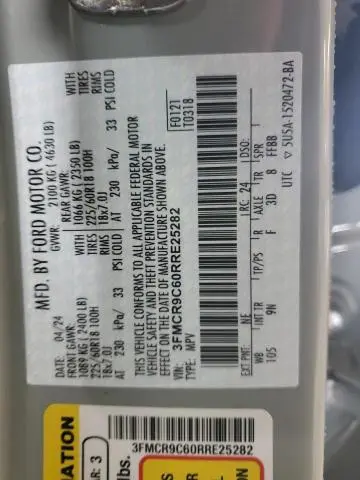 MFD. BY FORD MOTOR CO.
DATE: 04/24
GVWR: 2100 KG ( 4630 LB)
FRONT GAWR:
1089 KG ( 2400 LB)
225/60R18 100H
18x7.0J
AT 230 kPa/ 33 PSI COLD
WITH
TIRES
RIMS
REAR GAWR:
1066 KG ( 2350 LB)
225/60R18 100H
18x7.0J
AT 230 kPa/ 33 PSI COLD
WITH
TIRES
RIMS
THIS VEHICLE CONFORMS TO ALL APPLICABLE FEDERAL MOTOR
VEHICLE SAFETY AND THEFT PREVENTION STANDARDS IN
EFFECT ON THE DATE OF MANUFACTURE SHOWN ABOVE.
VIN: 3FMCR9C60RRE25282
TYPE: MPV
F0121
T0318
EXT PNT: NE RC: 24 DSO:
WB INT TR TP/PS R AXLE TR SPR
105 9N F 3D 8 FFBB
UTC ▽ 5U5A-1520472-BA
3FMCR9C60RRE25282
MATION
AR: 3
lbs.